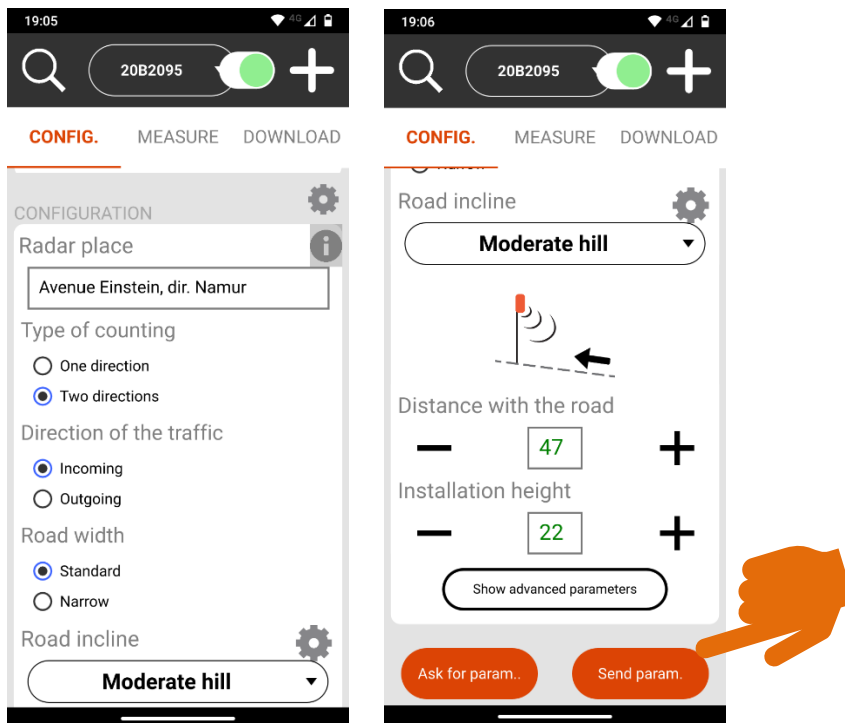 19:05
4G
20B2095
CONFIG. MEASURE DOWNLOAD
CONFIGURATION
Radar place
i
Avenue Einstein, dir. Namur
Type of counting
One direction
Two directions
Direction of the traffic
Incoming
Outgoing
Road width
Standard
Narrow
Road incline
Moderate hill
19:06
4G
20B2095
CONFIG. MEASURE DOWNLOAD
Road incline
Moderate hill
Distance with the road
47
Installation height
22
Show advanced parameters
Ask for param.. Send param.